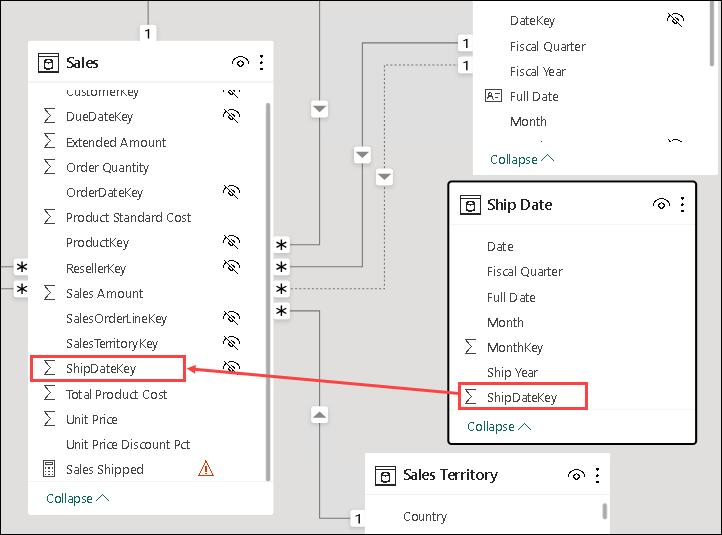 1
Sales
CustomerKey
DueDateKey
Extended Amount
Order Quantity
OrderDateKey
Product Standard Cost
ProductKey
ResellerKey
Sales Amount
SalesOrderLineKey
SalesTerritoryKey
ShipDateKey
Total Product Cost
Unit Price
Unit Price Discount Pct
Sales Shipped
Collapse
*
*
*
*
*
*
1
1
DateKey
Fiscal Quarter
Fiscal Year
Full Date
Month
Collapse
Ship Date
Date
Fiscal Quarter
Full Date
Month
MonthKey
Ship Year
ShipDateKey
Collapse
1
Sales Territory
Country